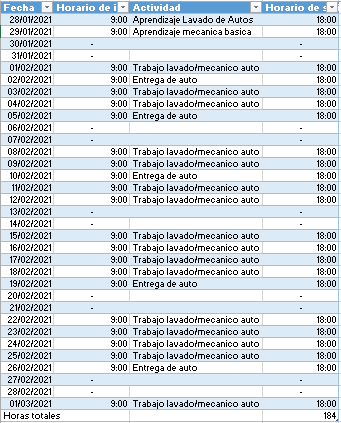 Fecha Horario de i Actividad Horario de s
28/01/2021 9:00 Aprendizaje Lavado de Autos 18:00
29/01/2021 9:00 Aprendizaje mecanica basica 18:00
30/01/2021 - -
31/01/2021 - -
01/02/2021 9:00 Trabajo lavado/mecanico auto 18:00
02/02/2021 9:00 Entrega de auto 18:00
03/02/2021 9:00 Trabajo lavado/mecanico auto 18:00
04/02/2021 9:00 Trabajo lavado/mecanico auto 18:00
05/02/2021 9:00 Entrega de auto 18:00
06/02/2021 - -
07/02/2021 - -
08/02/2021 9:00 Trabajo lavado/mecanico auto 18:00
09/02/2021 9:00 Trabajo lavado/mecanico auto 18:00
10/02/2021 9:00 Entrega de auto 18:00
11/02/2021 9:00 Trabajo lavado/mecanico auto 18:00
12/02/2021 9:00 Trabajo lavado/mecanico auto 18:00
13/02/2021 - -
14/02/2021 - -
15/02/2021 9:00 Trabajo lavado/mecanico auto 18:00
16/02/2021 9:00 Trabajo lavado/mecanico auto 18:00
17/02/2021 9:00 Trabajo lavado/mecanico auto 18:00
18/02/2021 9:00 Trabajo lavado/mecanico auto 18:00
19/02/2021 9:00 Entrega de auto 18:00
20/02/2021 - -
21/02/2021 - -
22/02/2021 9:00 Trabajo lavado/mecanico auto 18:00
23/02/2021 9:00 Trabajo lavado/mecanico auto 18:00
24/02/2021 9:00 Trabajo lavado/mecanico auto 18:00
25/02/2021 9:00 Trabajo lavado/mecanico auto 18:00
26/02/2021 9:00 Entrega de auto 18:00
27/02/2021 - -
28/02/2021 - -
01/03/2021 9:00 Trabajo lavado/mecanico auto 18:00
Horas totales 184